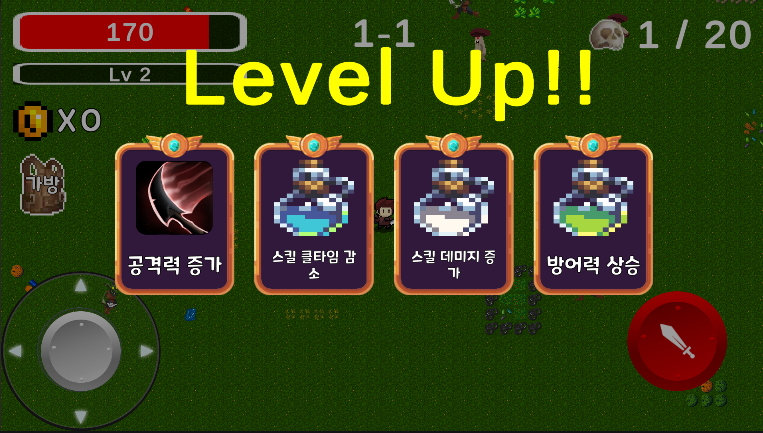 170
1-1
1 / 20
Lv 2
Level Up!!
X0
가방
공격력 증가
스킬 쿨타임 감
소
스킬 데미지 증
가
방어력 상승